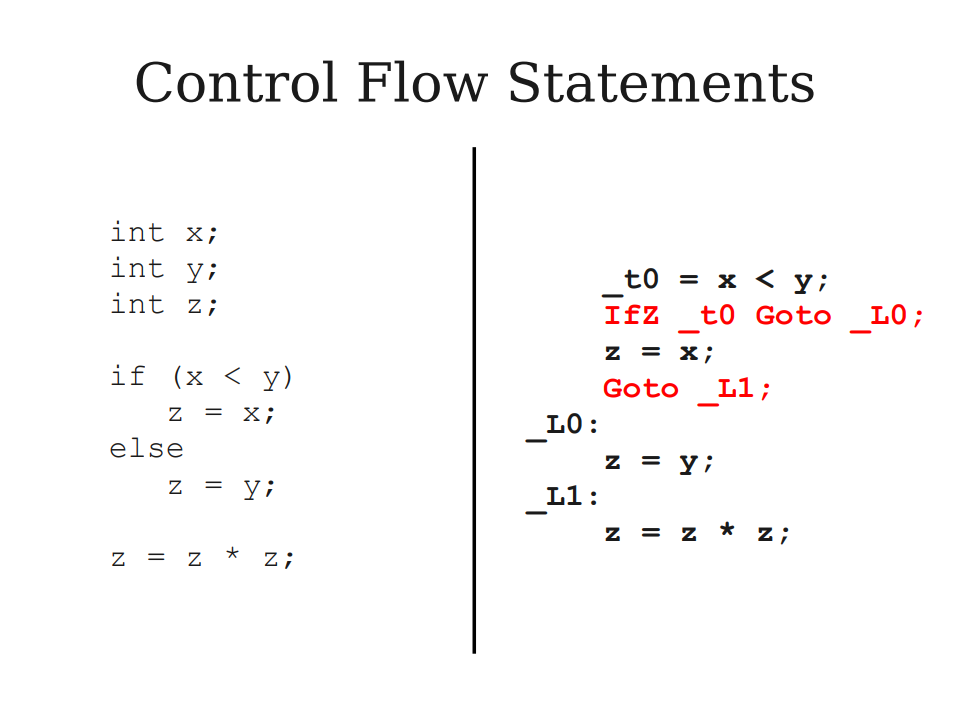 Control Flow Statements
int x;
int y;
int z;
if (x < y)
z = x;
else
z = y;
z = z * z;
_t0 = x < y;
IfZ _t0 Goto _L0;
z = x;
Goto _L1;
_L0:
z = y;
_L1:
z = z * z;